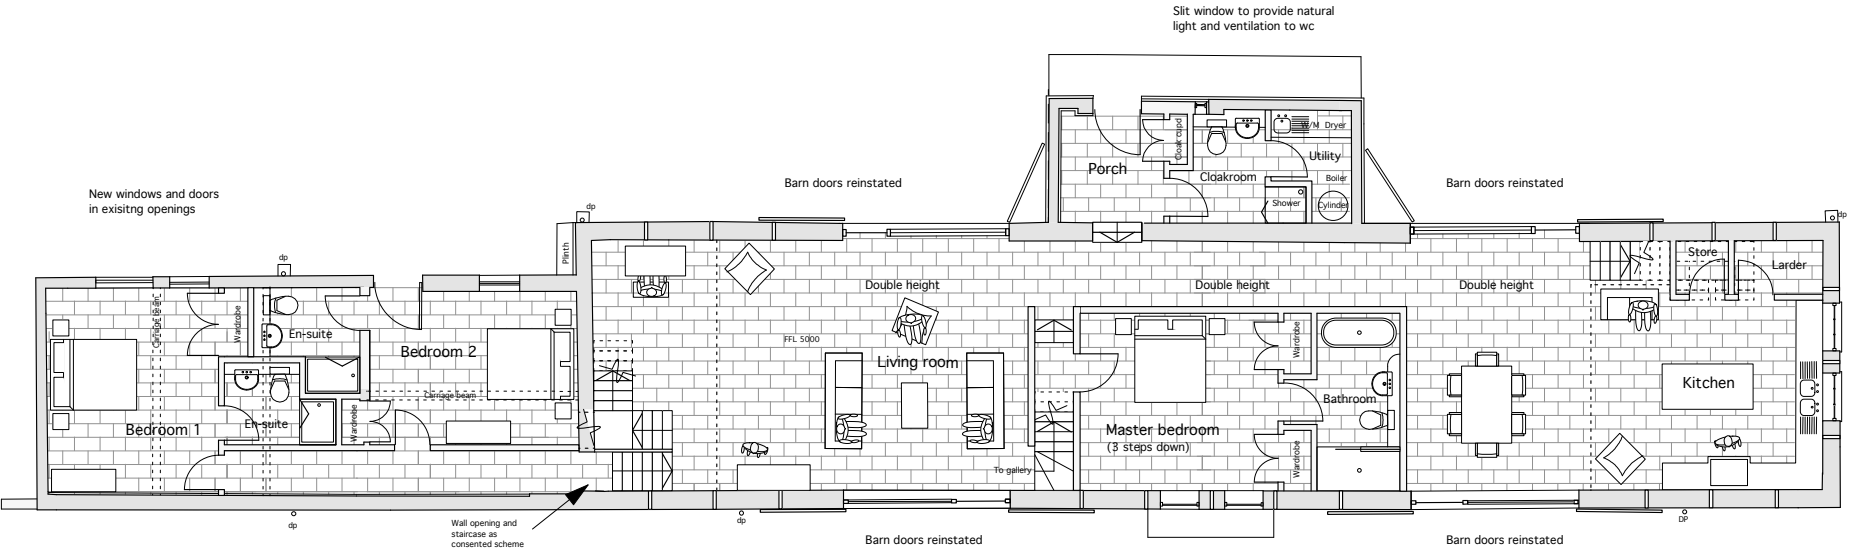 Slit window to provide natural
light and ventilation to wc
New windows and doors
in exisitng openings
Barn doors reinstated
Barn doors reinstated
Porch
Cloak cupd
Cloakroom
W/M Dryer
Utility
Boiler
Shower
Cylinder
dp
dp
dp
Plinth
Double height
Double height
Double height
Store
Larder
Carriage beam
Wardrobe
En-suite
Bedroom 2
Carriage beam
Wardrobe
En-suite
Bedroom 1
FFL 5000
Living room
To gallery
Wardrobe
Bathroom
Master bedroom
(3 steps down)
Wardrobe
Kitchen
dp
dp
DP
Wall opening and
staircase as
consented scheme
Barn doors reinstated
Barn doors reinstated